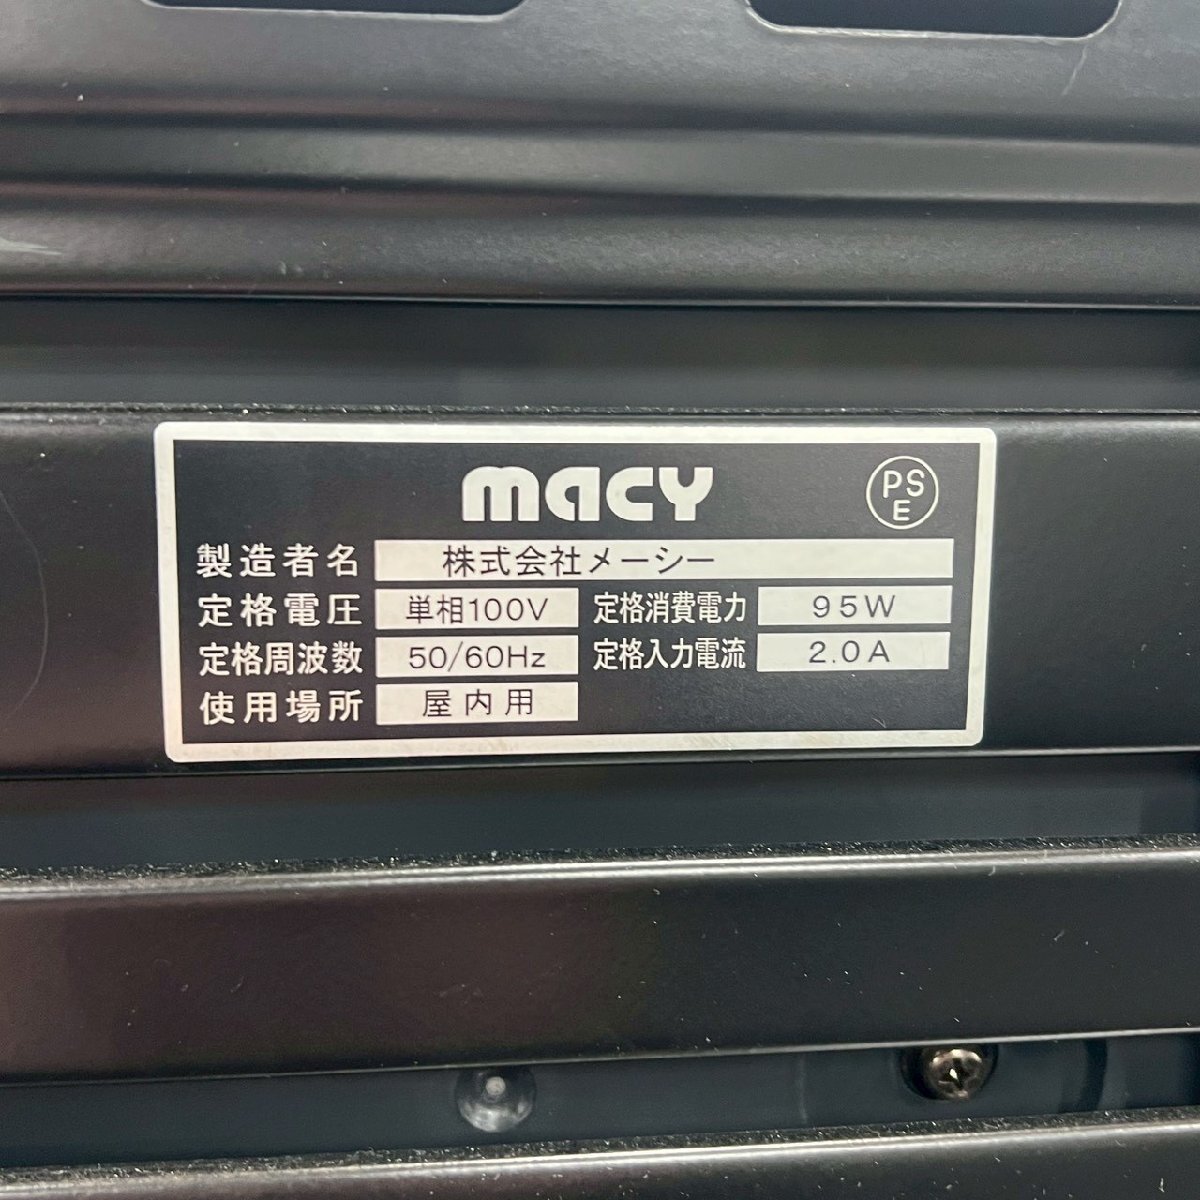 macy
PS
E
製造者名 株式会社メーシー
定格電圧 単相100V 定格消費電力 95W
定格周波数 50/60Hz 定格入力電流 2.0A
使用場所 屋内用